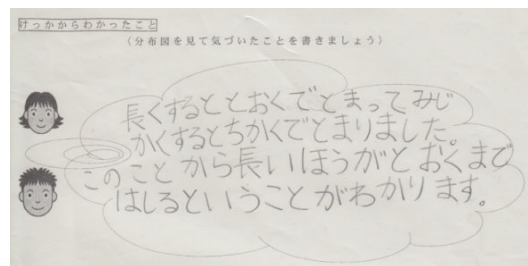 けっかからわかったこと
（分布図を見て気づいたことを書きましょう）
長くするととおくでとまってみじ
かくするとちかくでとまりました。
このことから長いほうがとおくまで
はしるということがわかります。